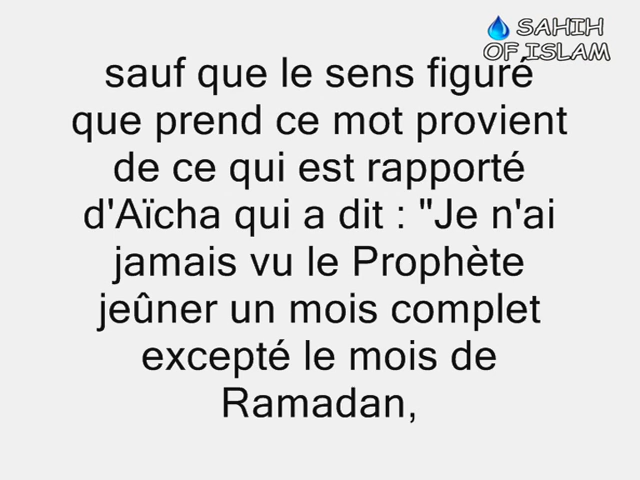 SAHIH
OF ISLAM
sauf que le sens figuré
que prend ce mot provient
de ce qui est rapporté
d'Aïcha qui a dit : "Je n'ai
jamais vu le Prophète
jeûner un mois complet
excepté le mois de
Ramadan,